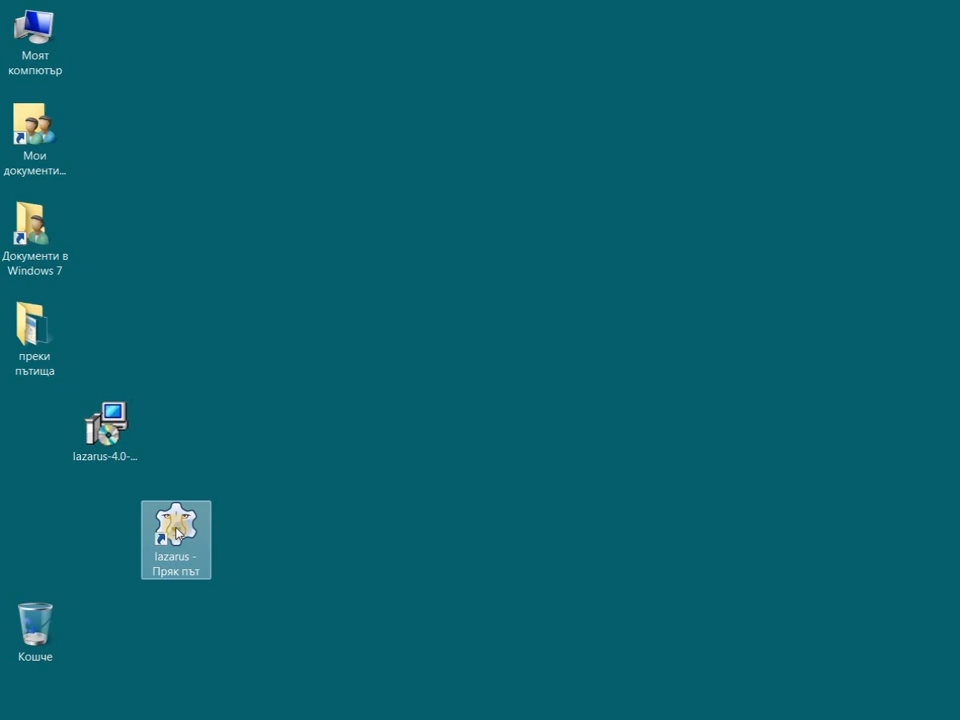 Моят
компютър
Мои
документи...
Документи в
Windows 7
преки
пътища
lazarus-4.0-...
lazarus -
Пряк път
Кошче